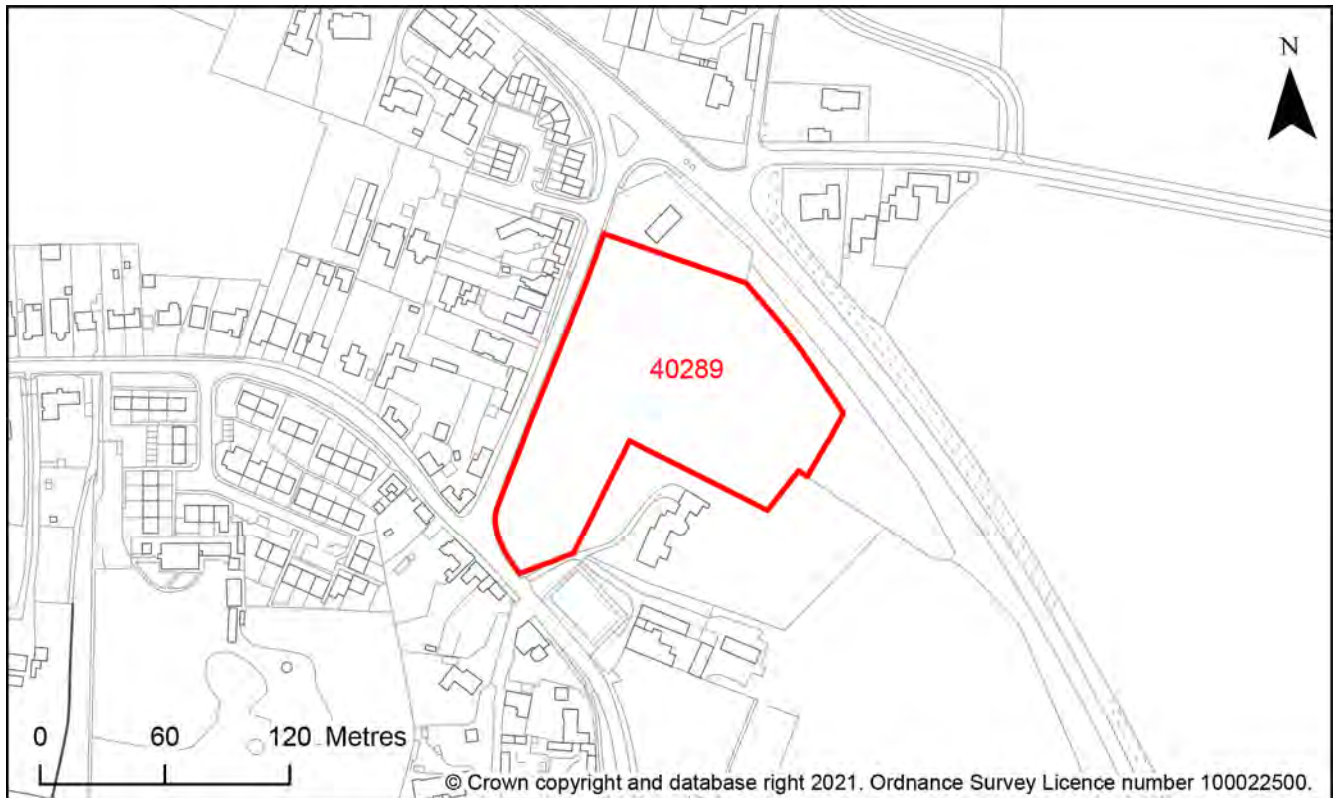 N
40289
0 60 120 Metres
© Crown copyright and database right 2021. Ordnance Survey Licence number 100022500.